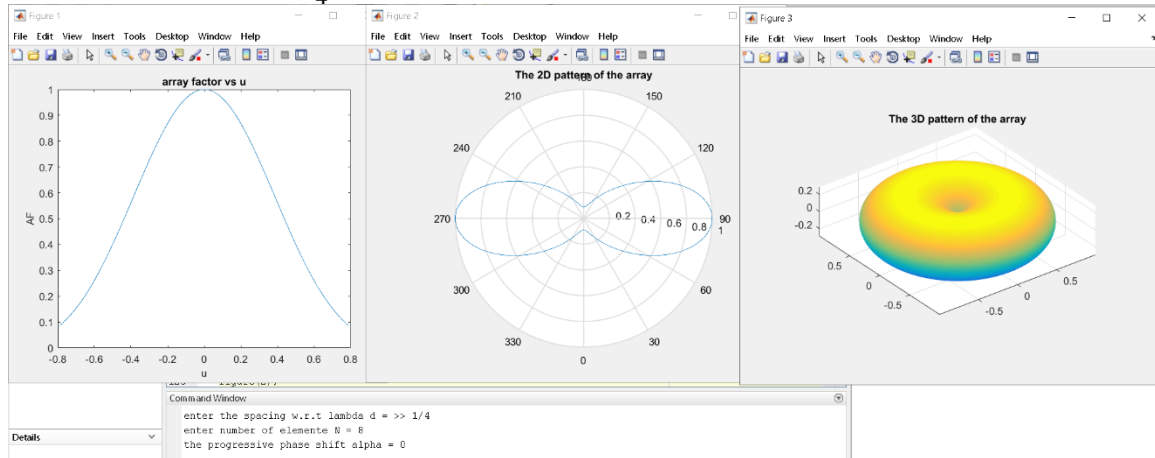 4
Figure 1
File Edit View Insert Tools Desktop Window Help
array factor vs u
1
0.9
0.8
0.7
0.6
0.5
0.4
0.3
0.2
0.1
0
AF
-0.8 -0.6 -0.4 -0.2 0 0.2 0.4 0.6 0.8
u
Figure 2
File Edit View Insert Tools Desktop Window Help
The 2D pattern of the array
210 150
240 120
270 0.2 0.4 0.6 0.8 90
1
300 60
330 30
0
Figure 3
File Edit View Insert Tools Desktop Window Help
The 3D pattern of the array
0.2
0
-0.2
0.5 0.5
0 0
-0.5 -0.5
Command Window
enter the spacing w.r.t lambda d = >> 1/4
enter number of elemente N = 8
the progressive phase shift alpha = 0
Details